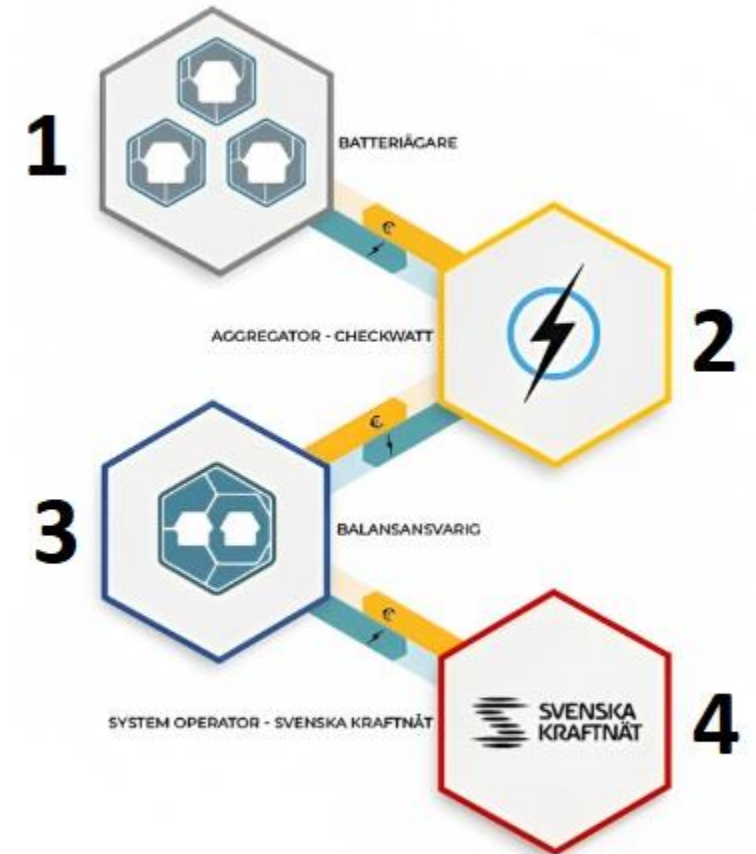 1
BATTERIÄGARE
AGGREGATOR - CHECKWATT
2
3
BALANSANSVARIG
SYSTEM OPERATOR - SVENSKA KRAFTNÄT
SVENSKA
KRAFTNÄT
4